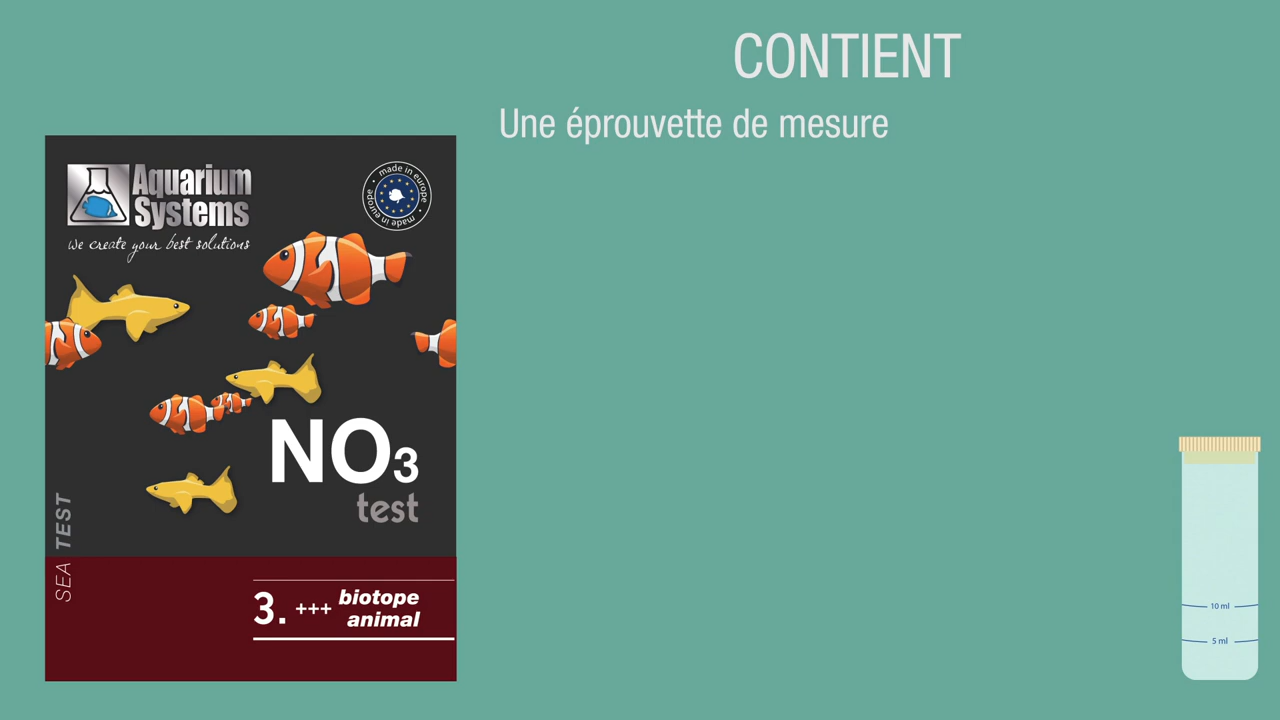 CONTIENT
Une éprouvette de mesure
Aquarium
Systems
we create your best solutions
made in europe • made in europe •
NO3
test
SEA TEST
3. +++ biotope
animal
10 ml
5 ml